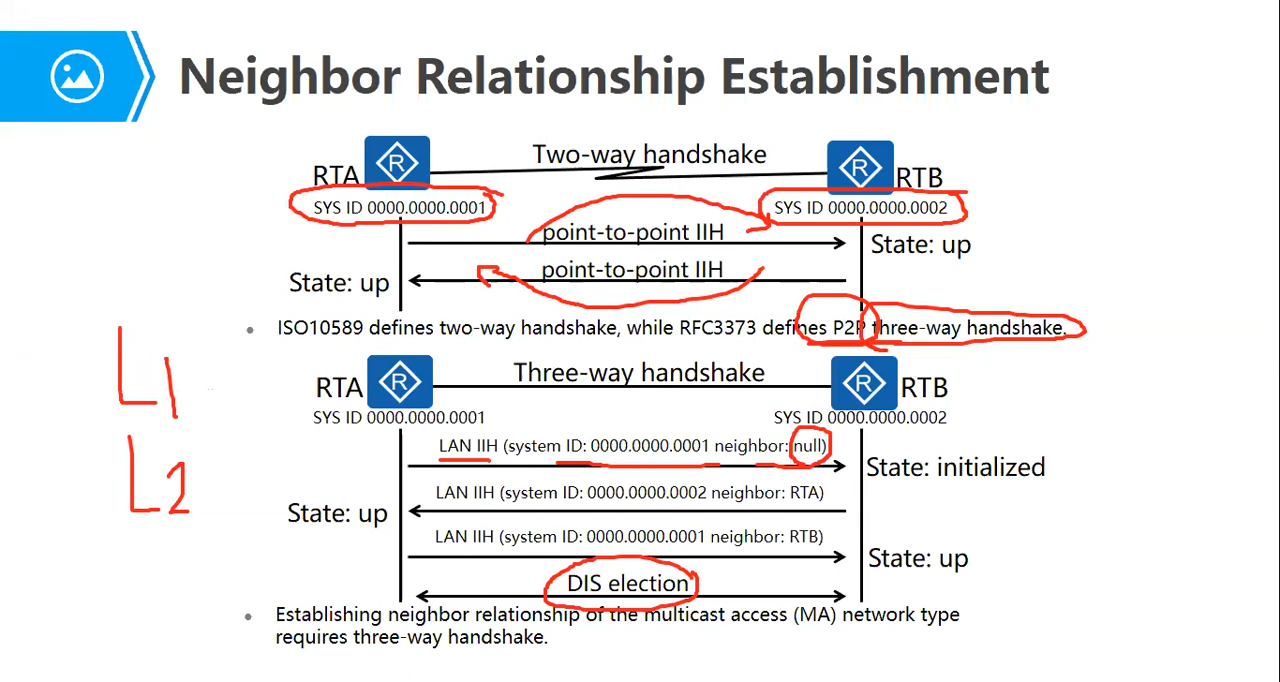 Neighbor Relationship Establishment
Two-way handshake
RTA
RTB
SYS ID 0000.0000.0001
SYS ID 0000.0000.0002
point-to-point IIH
State: up
point-to-point IIH
State: up
• ISO10589 defines two-way handshake, while RFC3373 defines P2P three-way handshake.
L1
Three-way handshake
RTA
RTB
SYS ID 0000.0000.0001
SYS ID 0000.0000.0002
LAN IIH (system ID: 0000.0000.0001 neighbor: null)
State: initialized
L2
LAN IIH (system ID: 0000.0000.0002 neighbor: RTA)
State: up
LAN IIH (system ID: 0000.0000.0001 neighbor: RTB)
State: up
DIS election
• Establishing neighbor relationship of the multicast access (MA) network type
requires three-way handshake.
R
R
R
R